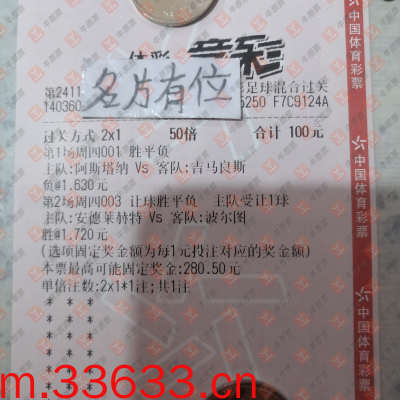 体彩 竞彩
第2411
足球混合过关
140360
5250 F7C9124A
名片有位
过关方式 2x1 50倍 合计 100元
第1场周四001 胜平负
主队:阿斯塔纳 Vs 客队:吉马良斯
负@1.630元
第2场周四003 让球胜平负 主队受让1球
主队:安德莱赫特 Vs 客队:波尔图
胜@1.720元
(选项固定奖金额为每1元投注对应的奖金额)
本票最高可能固定奖金:280.50元
单倍注数:2x1*1注;共1注
* * *
* * *
* * *
* * *
m.33633.cn
中国体育彩票
中国体育彩票
中国体育彩票